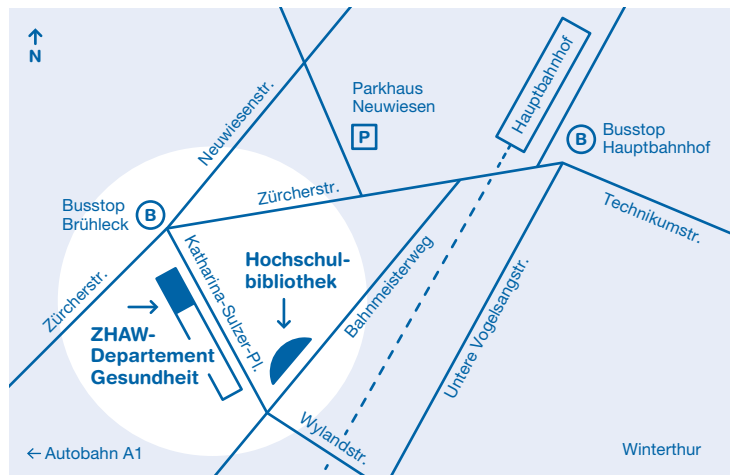 N
Neuwiesenstr.
Parkhaus
Neuwiesen
P
Hauptbahnhof
B
Busstop
Hauptbahnhof
Busstop
Brühleck
B
Zürcherstr.
Technikumstr.
Zürcherstr.
Katharina-Sulzer-Pl.
Hochschul-
bibliothek
Bahnmeisterweg
Untere Vogelsangstr.
ZHAW-
Departement
Gesundheit
Wylandstr.
← Autobahn A1
Winterthur